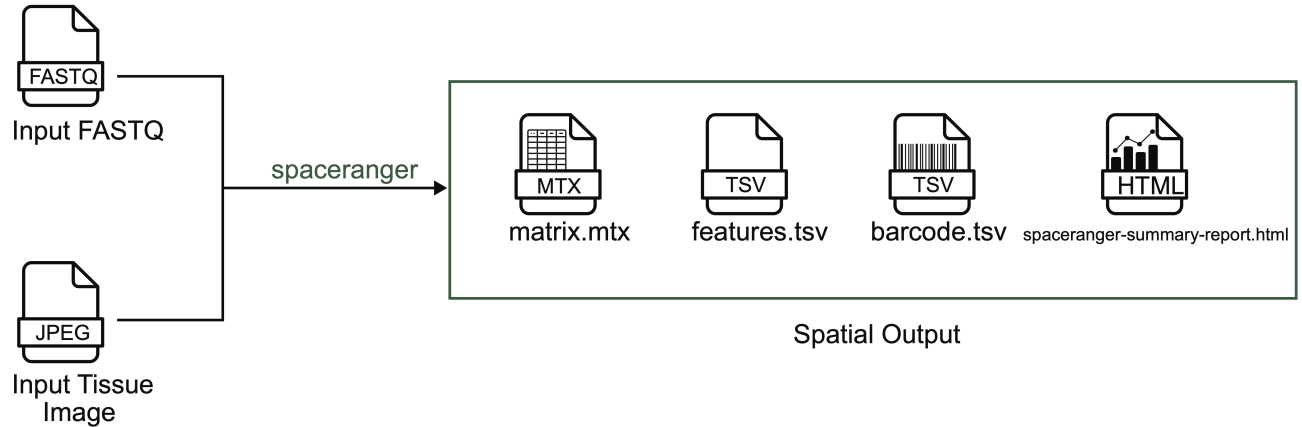 FASTQ
Input FASTQ
spaceranger
MTX
matrix.mtx
TSV
features.tsv
TSV
barcode.tsv
HTML
spaceranger-summary-report.html
Spatial Output
JPEG
Input Tissue
Image